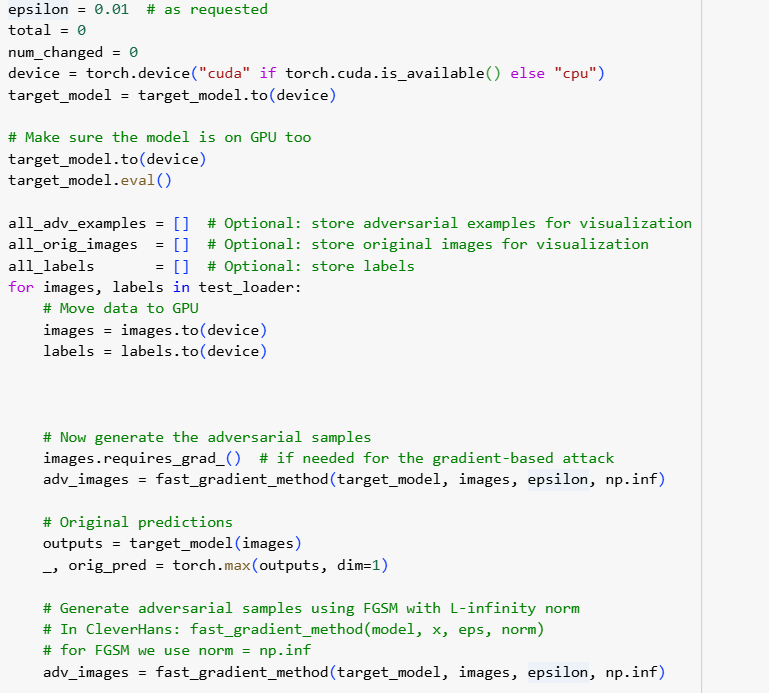 epsilon = 0.01  # as requested
total = 0
num_changed = 0
device = torch.device("cuda" if torch.cuda.is_available() else "cpu")
target_model = target_model.to(device)

# Make sure the model is on GPU too
target_model.to(device)
target_model.eval()

all_adv_examples = []  # Optional: store adversarial examples for visualization
all_orig_images  = []  # Optional: store original images for visualization
all_labels       = []  # Optional: store labels
for images, labels in test_loader:
    # Move data to GPU
    images = images.to(device)
    labels = labels.to(device)



    # Now generate the adversarial samples
    images.requires_grad_()  # if needed for the gradient-based attack
    adv_images = fast_gradient_method(target_model, images, epsilon, np.inf)

    # Original predictions
    outputs = target_model(images)
    _, orig_pred = torch.max(outputs, dim=1)

    # Generate adversarial samples using FGSM with L-infinity norm
    # In CleverHans: fast_gradient_method(model, x, eps, norm)
    # for FGSM we use norm = np.inf
    adv_images = fast_gradient_method(target_model, images, epsilon, np.inf)